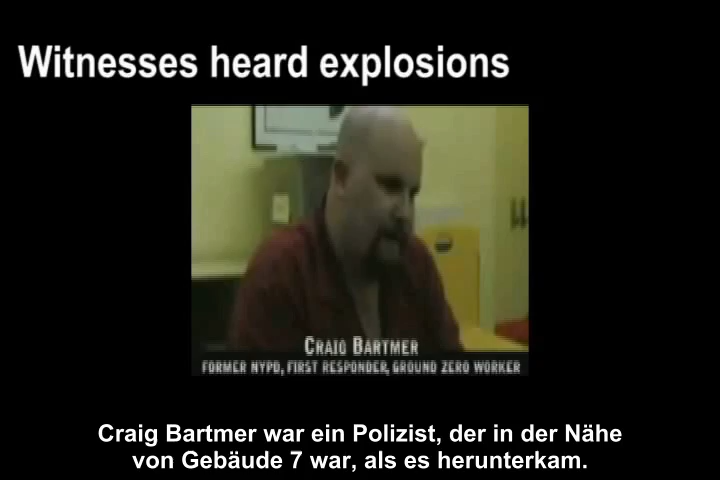 Witnesses heard explosions
CRAIG BARTMER
FORMER NYPD, FIRST RESPONDER, GROUND ZERO WORKER
Craig Bartmer war ein Polizist, der in der Nähe
von Gebäude 7 war, als es herunterkam.